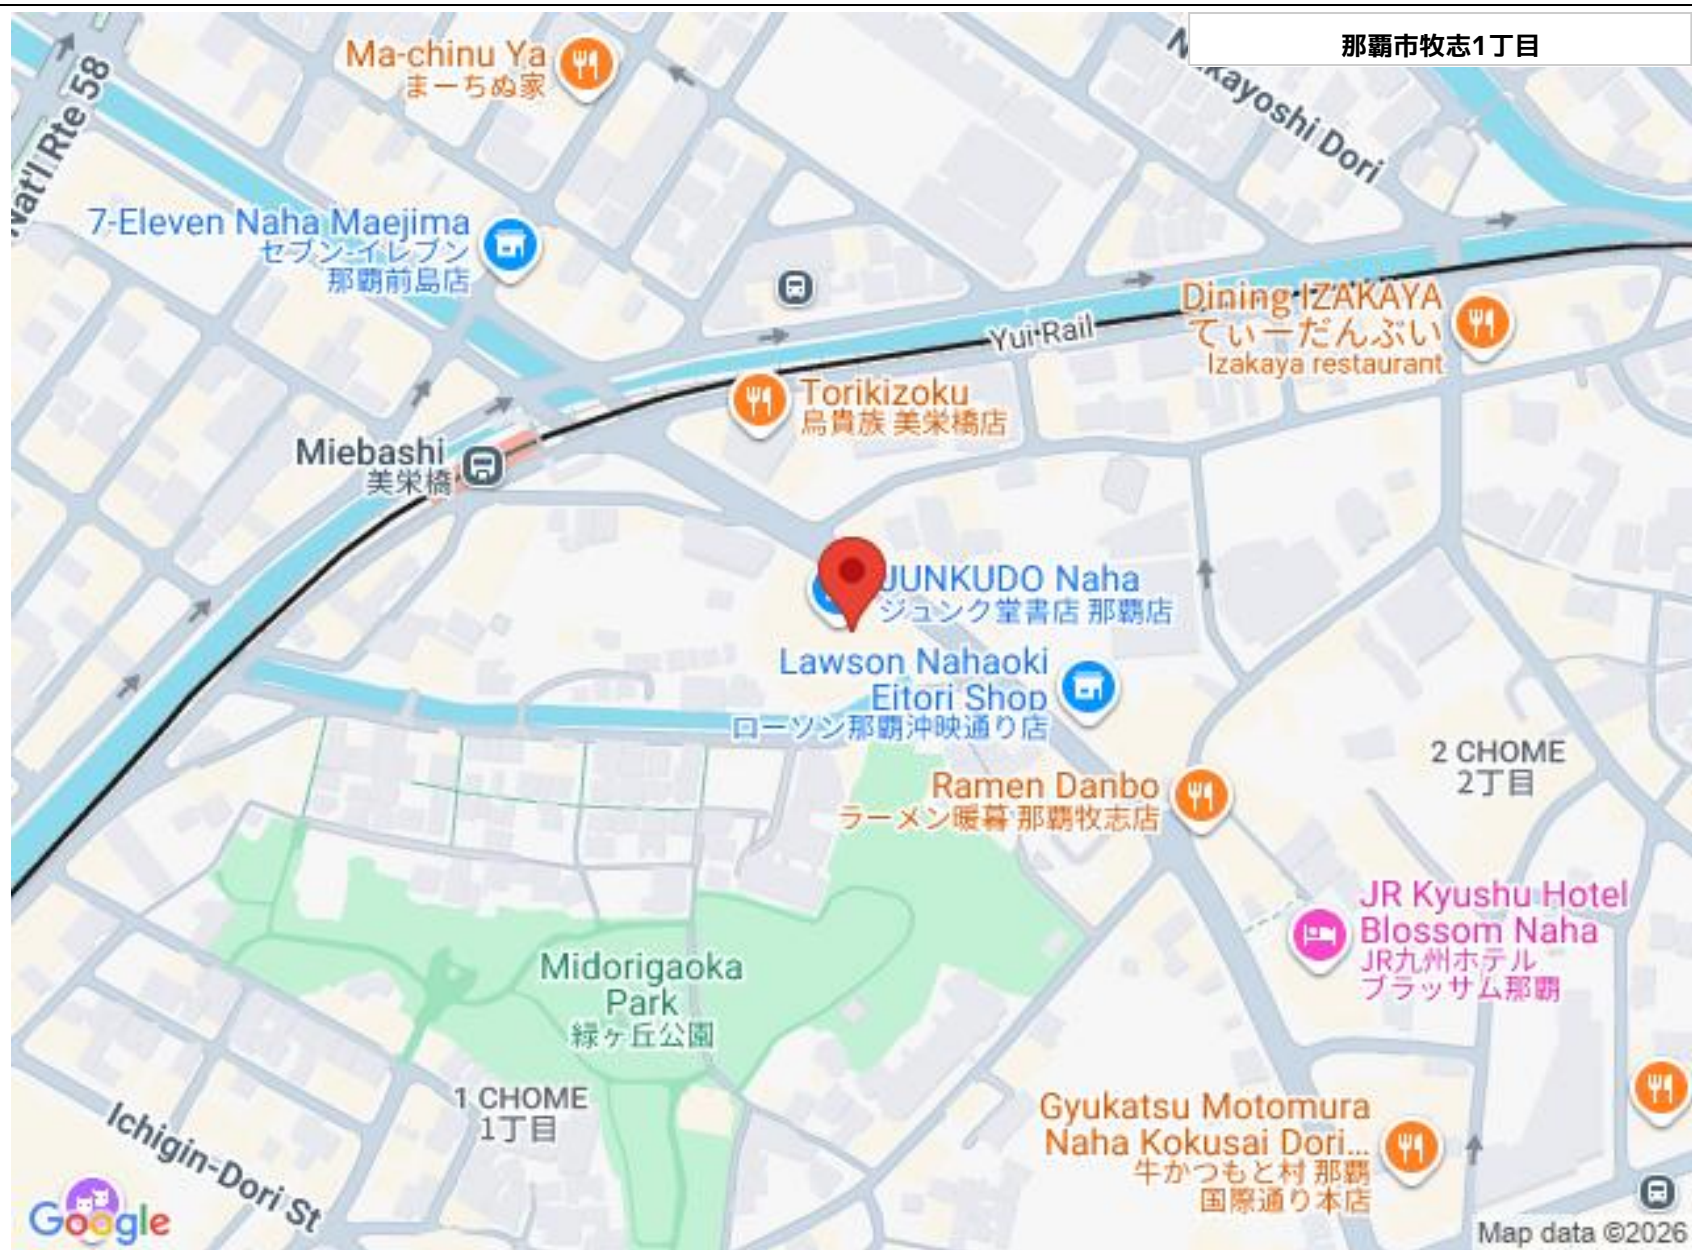 那覇市牧志1丁目
Ma-chinu Ya
まーちぬ家
Nakayoshi Dori
Nat'l Rte 58
7-Eleven Naha Maejima
セブン-イレブン
那覇前島店
Dining IZAKAYA
てぃーだんぶい
Izakaya restaurant
Yui Rail
Torikizoku
鳥貴族 美栄橋店
Miebashi
美栄橋
JUNKUDO Naha
ジュンク堂書店 那覇店
Lawson Nahaoki
Eitori Shop
ローソン那覇沖映通り店
2 CHOME
2丁目
Ramen Danbo
ラーメン暖暮 那覇牧志店
JR Kyushu Hotel
Blossom Naha
JR九州ホテル
ブラッサム那覇
Midorigaoka
Park
緑ヶ丘公園
1 CHOME
1丁目
Gyukatsu Motomura
Naha Kokusai Dori...
牛かつもと村 那覇
国際通り本店
Ichigin-Dori St
Google
Map data ©2026